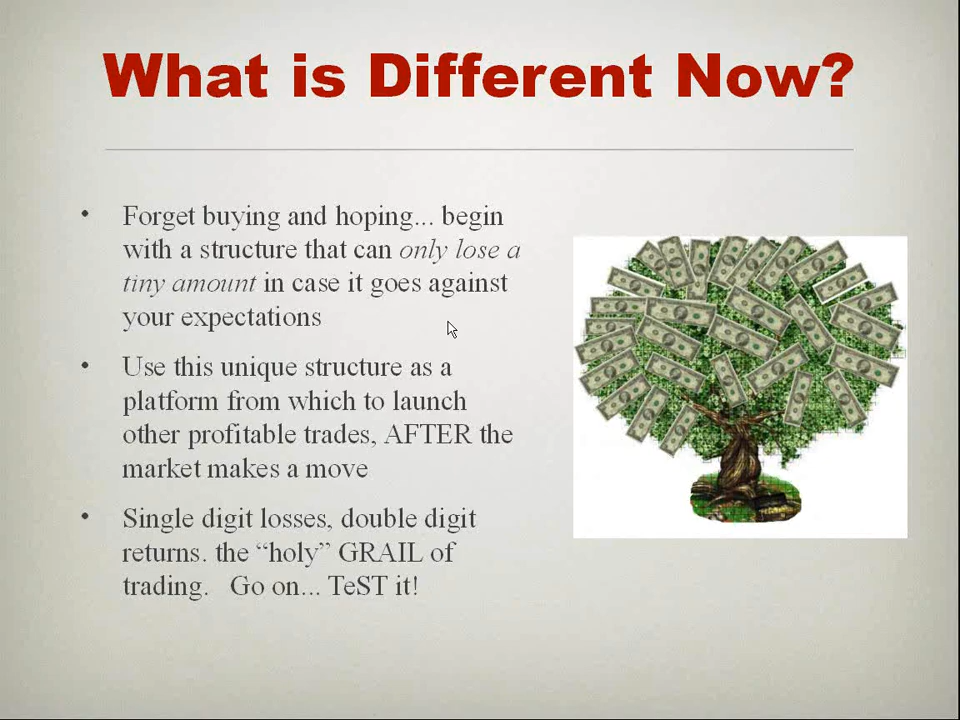 What is Different Now?
• Forget buying and hoping... begin
with a structure that can only lose a
tiny amount in case it goes against
your expectations
• Use this unique structure as a
platform from which to launch
other profitable trades, AFTER the
market makes a move
• Single digit losses, double digit
returns. the “holy” GRAIL of
trading.   Go on... TeST it!